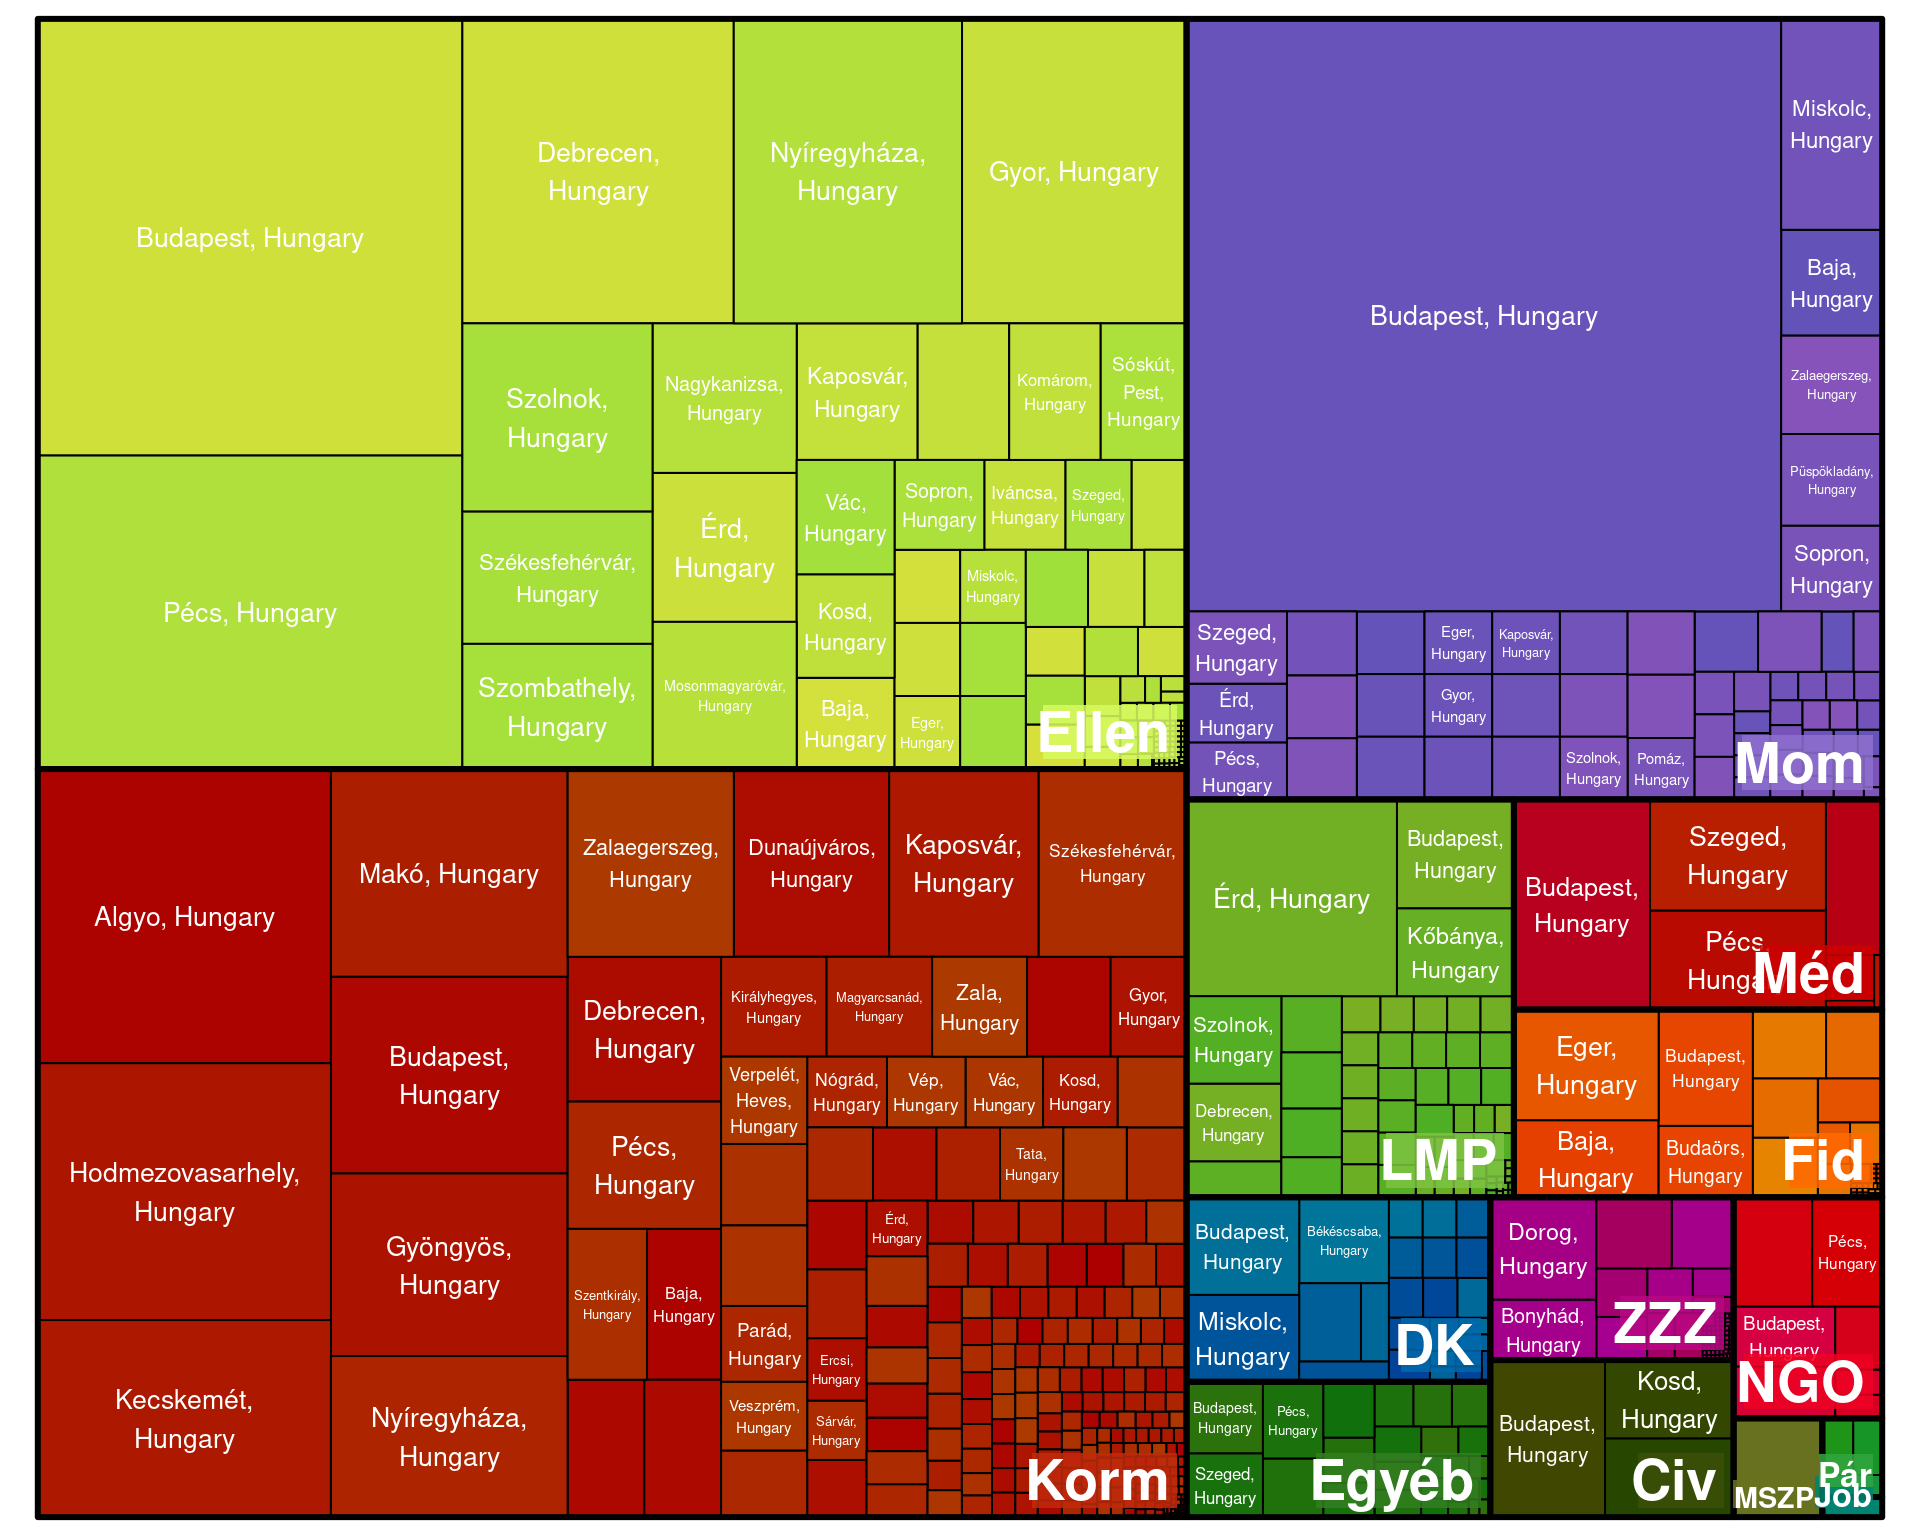 Budapest, Hungary
Debrecen,
Hungary
Nyíregyháza,
Hungary
Gyor, Hungary
Pécs, Hungary
Szolnok,
Hungary
Székesfehérvár,
Hungary
Szombathely,
Hungary
Nagykanizsa,
Hungary
Érd,
Hungary
Mosonmagyaróvár,
Hungary
Kaposvár,
Hungary
Komárom,
Hungary
Sóskút,
Pest,
Hungary
Vác,
Hungary
Sopron,
Hungary
Iváncsa,
Hungary
Szeged,
Hungary
Kosd,
Hungary
Miskolc,
Hungary
Baja,
Hungary
Eger,
Hungary
Ellen
Budapest, Hungary
Miskolc,
Hungary
Baja,
Hungary
Zalaegerszeg,
Hungary
Püspökladány,
Hungary
Sopron,
Hungary
Szeged,
Hungary
Érd,
Hungary
Pécs,
Hungary
Eger,
Hungary
Kaposvár,
Hungary
Gyor,
Hungary
Szolnok,
Hungary
Pomáz,
Hungary
Mom
Algyo, Hungary
Hodmezovasarhely,
Hungary
Kecskemét,
Hungary
Makó, Hungary
Budapest,
Hungary
Gyöngyös,
Hungary
Nyíregyháza,
Hungary
Zalaegerszeg,
Hungary
Dunaújváros,
Hungary
Kaposvár,
Hungary
Székesfehérvár,
Hungary
Debrecen,
Hungary
Pécs,
Hungary
Szentkirály,
Hungary
Baja,
Hungary
Királyhegyes,
Hungary
Magyarcsanád,
Hungary
Zala,
Hungary
Gyor,
Hungary
Verpelét,
Heves,
Hungary
Nógrád,
Hungary
Vép,
Hungary
Vác,
Hungary
Kosd,
Hungary
Tata,
Hungary
Érd,
Hungary
Parád,
Hungary
Ercsi,
Hungary
Veszprém,
Hungary
Sárvár,
Hungary
Korm
Érd, Hungary
Budapest,
Hungary
Kőbánya,
Hungary
Szolnok,
Hungary
Debrecen,
Hungary
LMP
Budapest,
Hungary
Szeged,
Hungary
Pécs,
Hunga
Méd
Eger,
Hungary
Baja,
Hungary
Budapest,
Hungary
Budaörs,
Hungary
Fid
Budapest,
Hungary
Békéscsaba,
Hungary
Miskolc,
Hungary
DK
Dorog,
Hungary
Bonyhád,
Hungary
ZZZ
Pécs,
Hungary
Budapest,
Hungary
NGO
Budapest,
Hungary
Pécs,
Hungary
Szeged,
Hungary
Egyéb
Budapest,
Hungary
Kosd,
Hungary
Civ
MSZP
Pár
Job